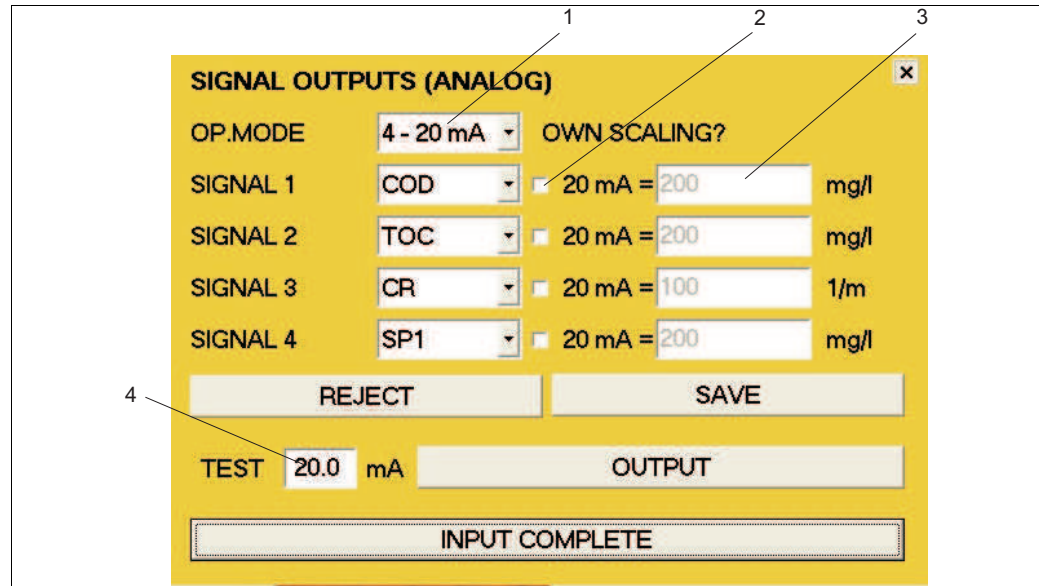 1 2 3
SIGNAL OUTPUTS (ANALOG)
OP.MODE 4 - 20 mA OWN SCALING?
SIGNAL 1 COD 20 mA = 200 mg/l
SIGNAL 2 TOC 20 mA = 200 mg/l
SIGNAL 3 CR 20 mA = 100 1/m
SIGNAL 4 SP1 20 mA = 200 mg/l
REJECT SAVE
4
TEST 20.0 mA OUTPUT
INPUT COMPLETE